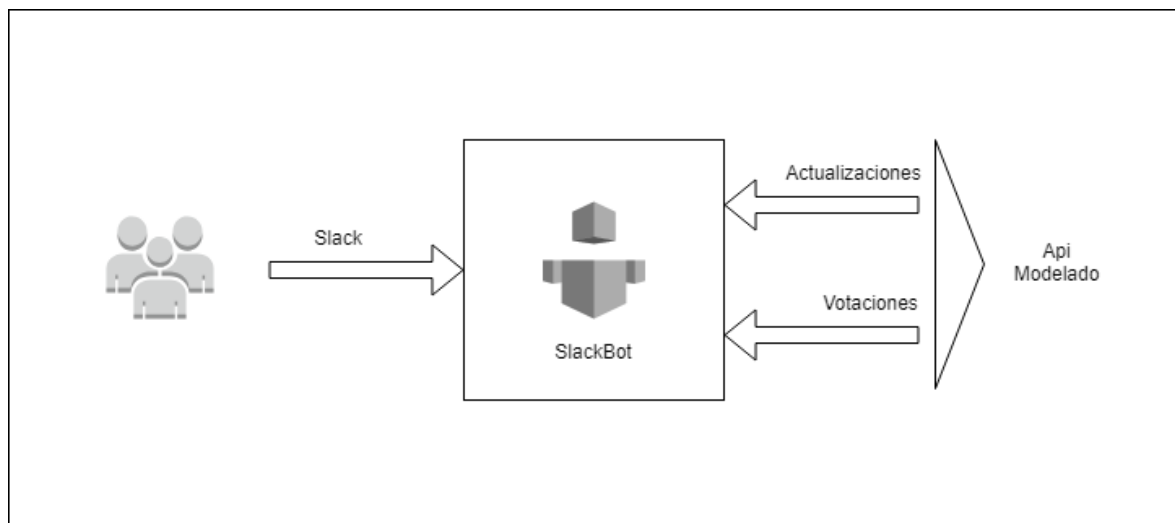 Slack
SlackBot
Actualizaciones
Votaciones
Api
Modelado